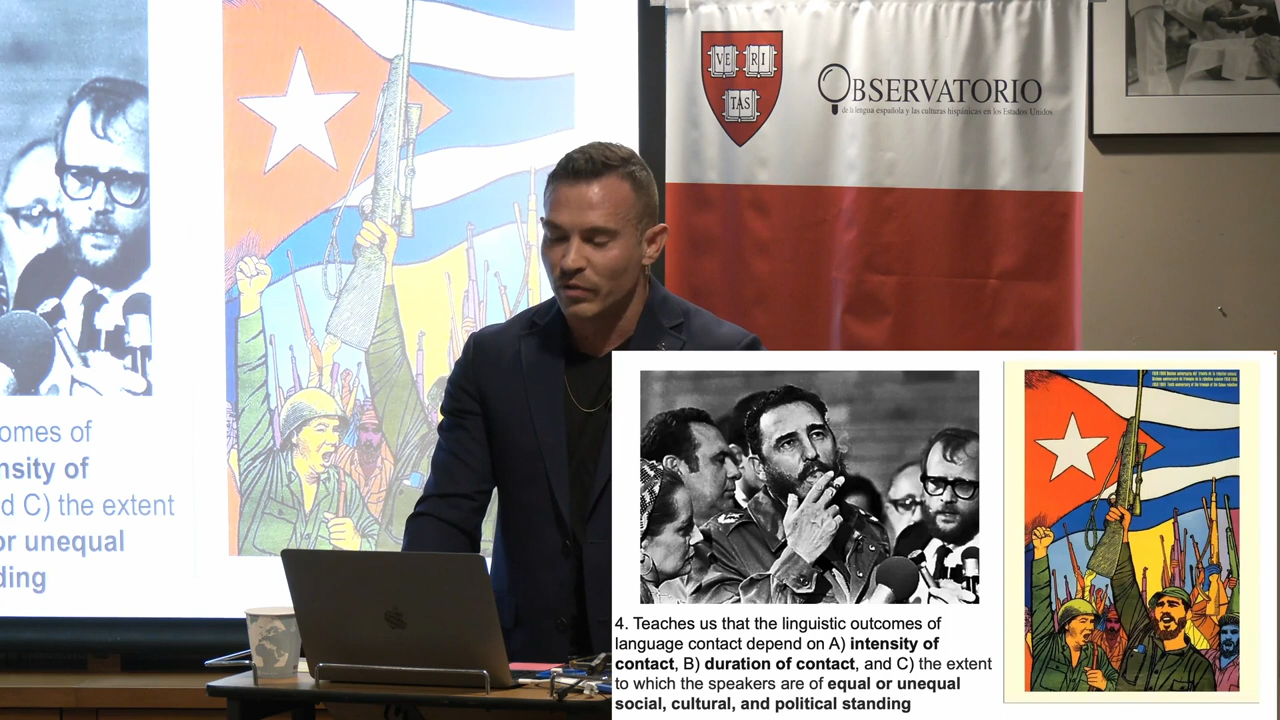 VE RI
TAS
OBSERVATORIO
de la lengua española y las culturas hispánicas en los Estados Unidos
omes of
nsity of
d C) the extent
or unequal
ding
4. Teaches us that the linguistic outcomes of
language contact depend on A) intensity of
contact, B) duration of contact, and C) the extent
to which the speakers are of equal or unequal
social, cultural, and political standing